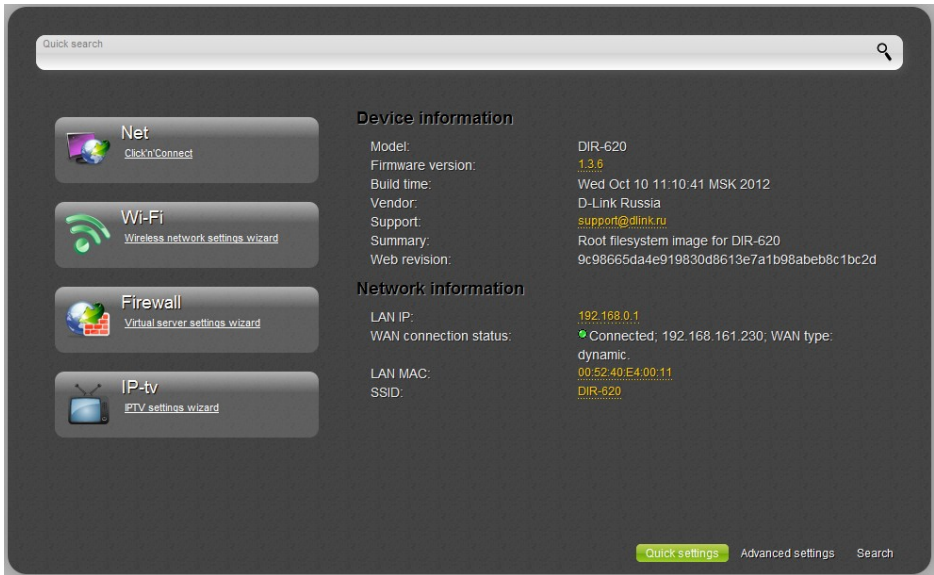 Quick search
Net
Click'n'Connect
Wi-Fi
Wireless network settings wizard
Firewall
Virtual server settings wizard
IP-tv
IPTV settings wizard
Device information
Model: DIR-620
Firmware version: 1.3.6
Build time: Wed Oct 10 11:10:41 MSK 2012
Vendor: D-Link Russia
Support: support@dlink.ru
Summary: Root filesystem image for DIR-620
Web revision: 9c98665da4e919830d8613e7a1b98abeb8c1bc2d
Network information
LAN IP: 192.168.0.1
WAN connection status: Connected; 192.168.161.230; WAN type:
dynamic.
LAN MAC: 00:52:40:E4:00:11
SSID: DIR-620
Quick settings Advanced settings Search